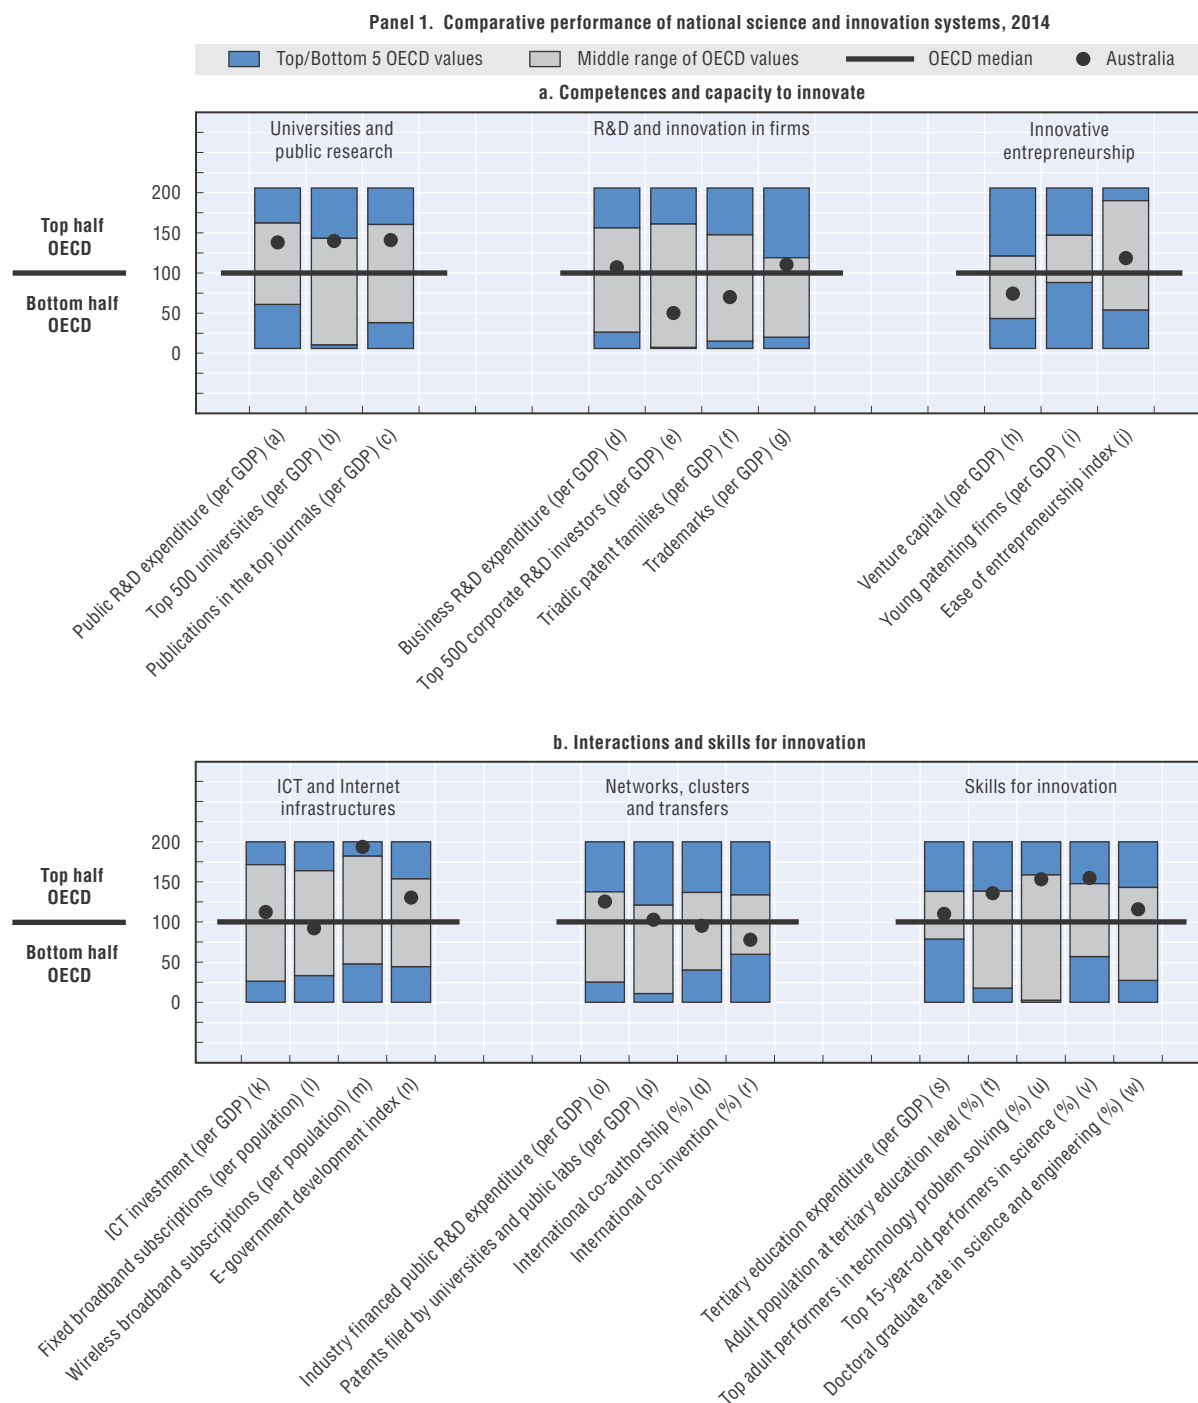 Panel 1. Comparative performance of national science and innovation systems, 2014
Top/Bottom 5 OECD values
Middle range of OECD values
OECD median
Australia
a. Competences and capacity to innovate
Universities and
public research
R&D and innovation in firms
Innovative
entrepreneurship
200
150
100
50
0
Top half
OECD
Bottom half
OECD
Public R&D expenditure (per GDP) (a)
Top 500 universities (per GDP) (b)
Publications in the top journals (per GDP) (c)
Business R&D expenditure (per GDP) (d)
Top 500 corporate R&D investors (per GDP) (e)
Triadic patent families (per GDP) (f)
Trademarks (per GDP) (g)
Venture capital (per GDP) (h)
Young patenting firms (per GDP) (i)
Ease of entrepreneurship index (j)
b. Interactions and skills for innovation
ICT and Internet
infrastructures
Networks, clusters
and transfers
Skills for innovation
200
150
100
50
0
Top half
OECD
Bottom half
OECD
ICT investment (per GDP) (k)
Fixed broadband subscriptions (per population) (l)
Wireless broadband subscriptions (per population) (m)
E-government development index (n)
Industry financed public R&D expenditure (per GDP) (o)
Patents filed by universities and public labs (per GDP) (p)
International co-authorship (%) (q)
International co-invention (%) (r)
Tertiary education expenditure (per GDP) (s)
Adult population at tertiary education level (%) (t)
Top adult performers in technology problem solving (%) (u)
Top 15-year-old performers in science (%) (v)
Doctoral graduate rate in science and engineering (%) (w)